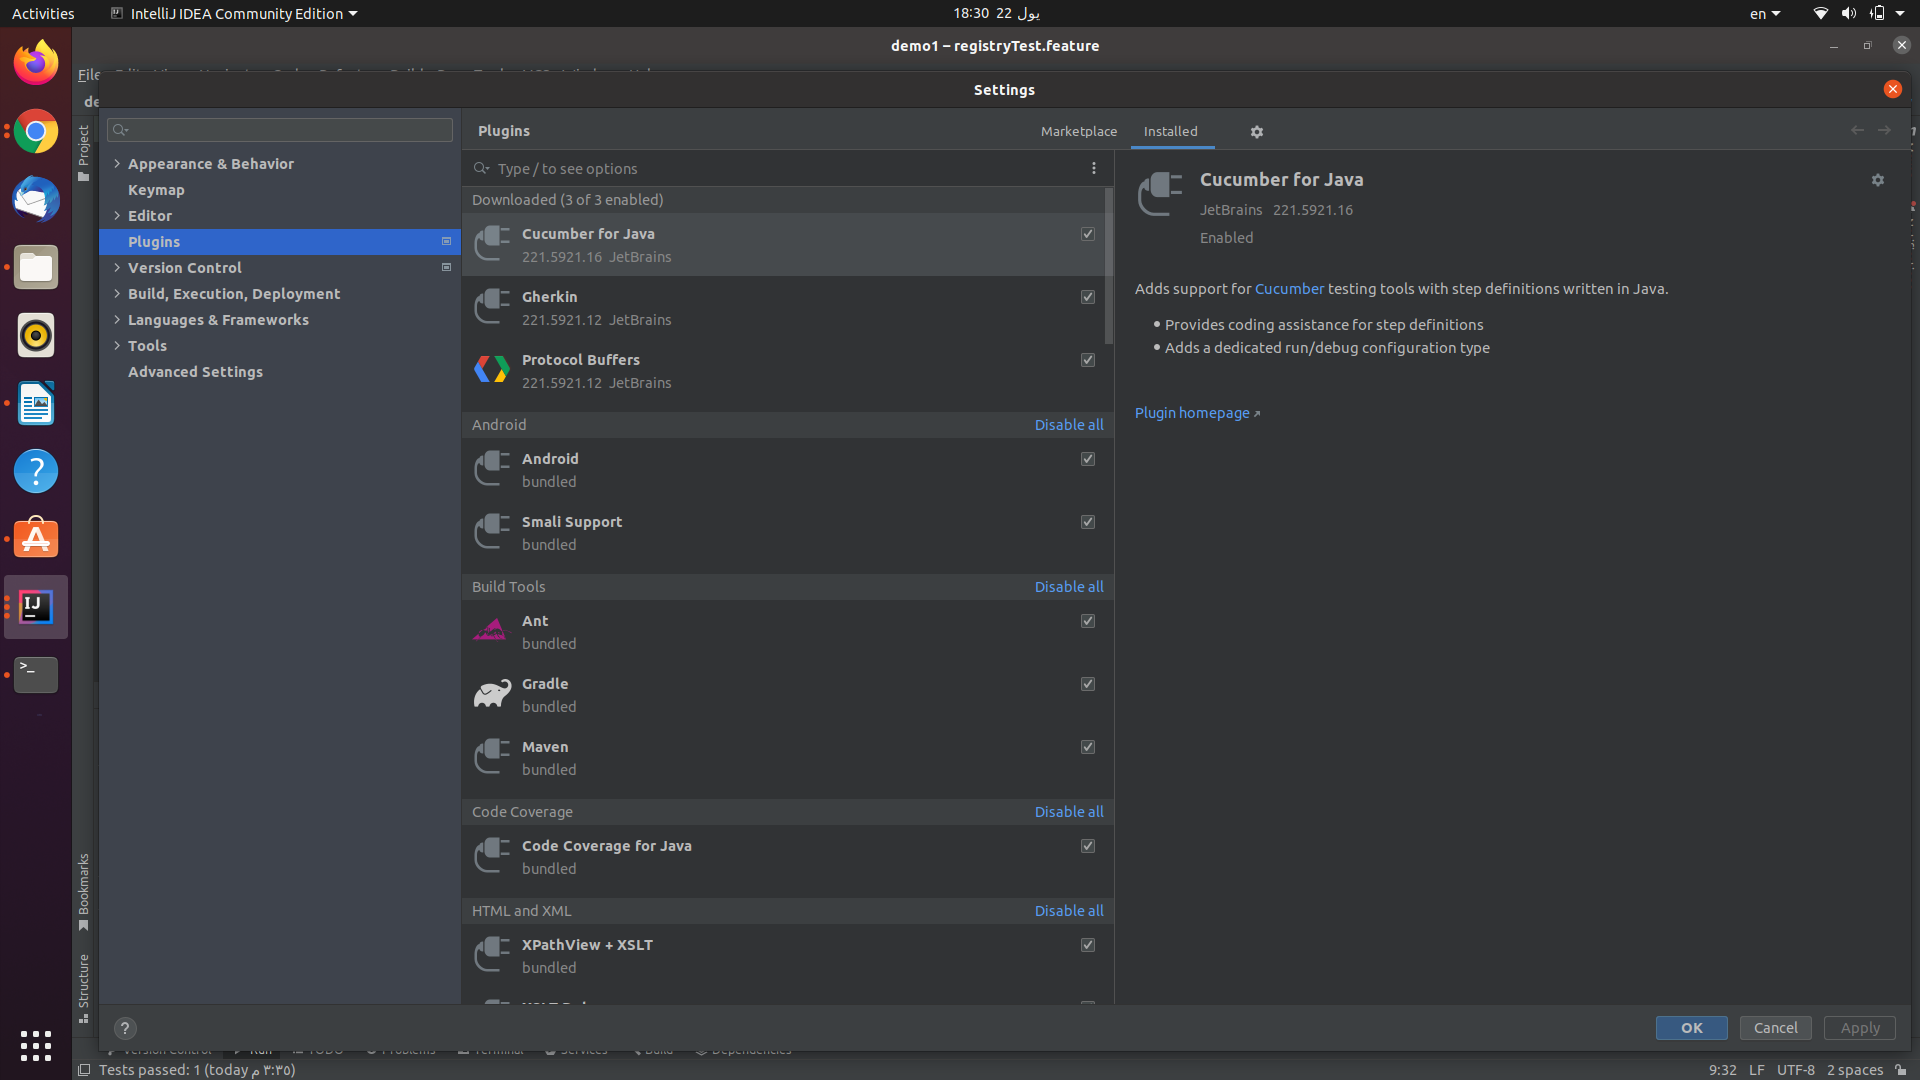 Activities
IntelliJ IDEA Community Edition
18:30 22 يول
en
demo1 – registryTest.feature
File
Settings
Project
Bookmarks
Structure
Appearance & Behavior
Keymap
Editor
Plugins
Version Control
Build, Execution, Deployment
Languages & Frameworks
Tools
Advanced Settings
Plugins
Marketplace
Installed
Type / to see options
Downloaded (3 of 3 enabled)
Cucumber for Java
221.5921.16 JetBrains
Gherkin
221.5921.12 JetBrains
Protocol Buffers
221.5921.12 JetBrains
Android Disable all
Android
bundled
Smali Support
bundled
Build Tools Disable all
Ant
bundled
Gradle
bundled
Maven
bundled
Code Coverage Disable all
Code Coverage for Java
bundled
HTML and XML Disable all
XPathView + XSLT
bundled
Cucumber for Java
JetBrains 221.5921.16
Enabled
Adds support for Cucumber testing tools with step definitions written in Java.
• Provides coding assistance for step definitions
• Adds a dedicated run/debug configuration type
Plugin homepage
?
OK
Cancel
Apply
Tests passed: 1 (today ٣:٣٥ م)
9:32 LF UTF-8 2 spaces